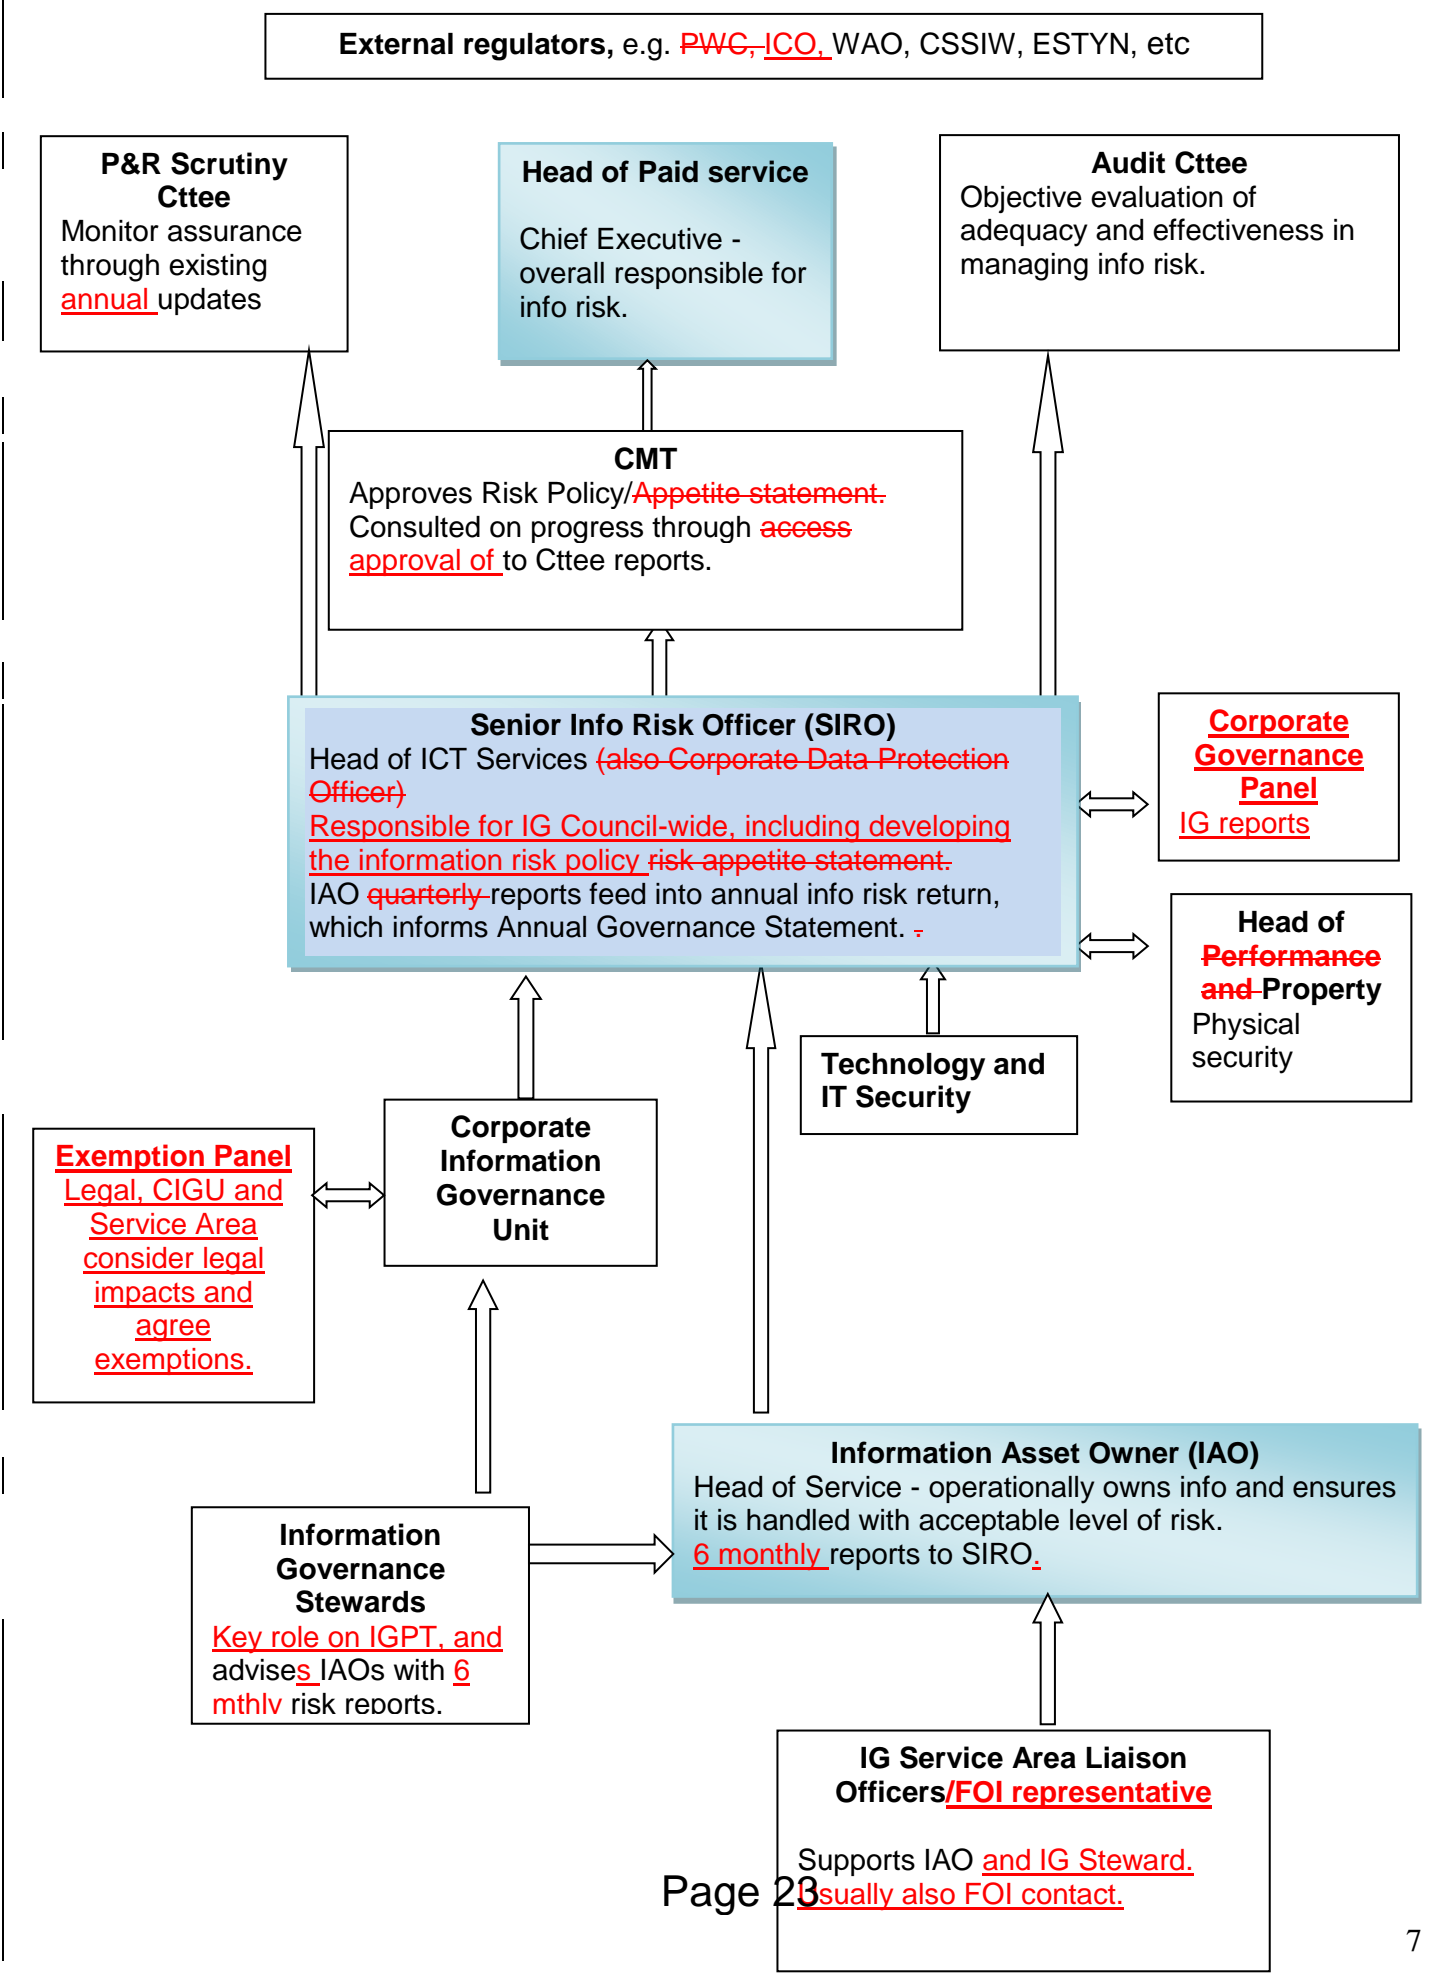 External regulators, e.g. PWC, ICO, WAO, CSSIW, ESTYN, etc
P&R Scrutiny
Cttee
Monitor assurance
through existing
annual updates
Head of Paid service
Chief Executive -
overall responsible for
info risk.
Audit Cttee
Objective evaluation of
adequacy and effectiveness in
managing info risk.
CMT
Approves Risk Policy/Appetite statement.
Consulted on progress through access
approval of to Cttee reports.
Senior Info Risk Officer (SIRO)
Head of ICT Services (also Corporate Data Protection
Officer)
Responsible for IG Council-wide, including developing
the information risk policy risk appetite statement.
IAO quarterly reports feed into annual info risk return,
which informs Annual Governance Statement. .
Corporate
Governance
Panel
IG reports
Head of
Performance
and Property
Physical
security
Technology and
IT Security
Corporate
Information
Governance
Unit
Exemption Panel
Legal, CIGU and
Service Area
consider legal
impacts and
agree
exemptions.
Information Asset Owner (IAO)
Head of Service - operationally owns info and ensures
it is handled with acceptable level of risk.
6 monthly reports to SIRO.
Information
Governance
Stewards
Key role on IGPT, and
advises IAOs with 6
mthly risk reports.
IG Service Area Liaison
Officers/FOI representative
Supports IAO and IG Steward.
Usually also FOI contact.
Page 23
7